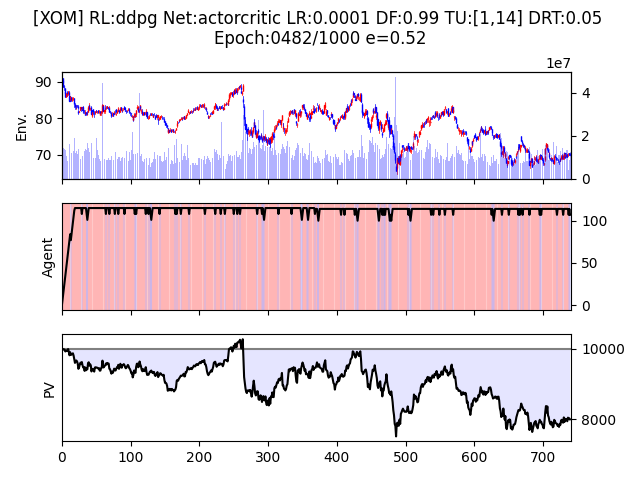 [XOM] RL:ddpg Net:actorcritic LR:0.0001 DF:0.99 TU:[1,14] DRT:0.05
Epoch:0482/1000 e=0.52
1e7
Env.
90
80
70
4
2
0
Agent
100
50
0
PV
10000
8000
0 100 200 300 400 500 600 700